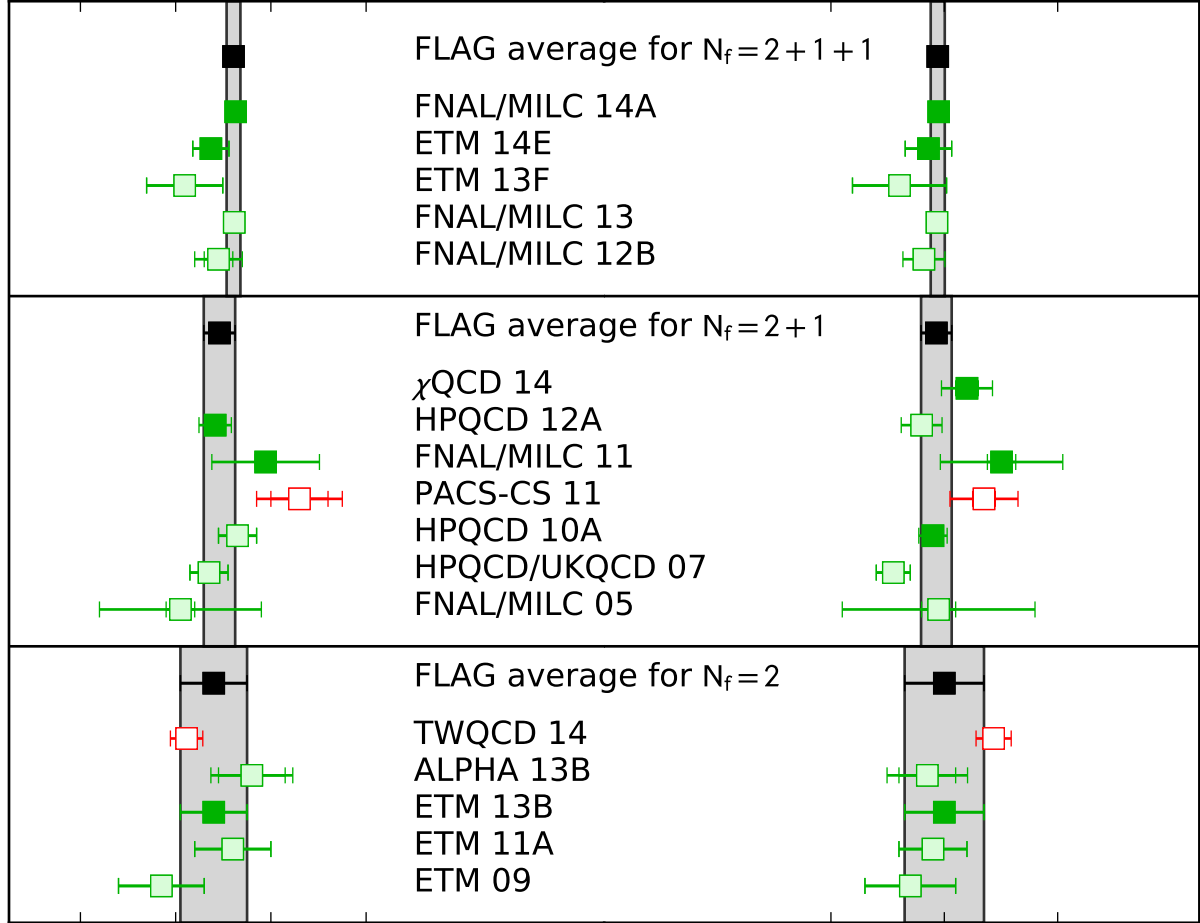 FLAG average for N_f = 2 + 1 + 1
FNAL/MILC 14A
ETM 14E
ETM 13F
FNAL/MILC 13
FNAL/MILC 12B
FLAG average for N_f = 2 + 1
χQCD 14
HPQCD 12A
FNAL/MILC 11
PACS-CS 11
HPQCD 10A
HPQCD/UKQCD 07
FNAL/MILC 05
FLAG average for N_f = 2
TWQCD 14
ALPHA 13B
ETM 13B
ETM 11A
ETM 09